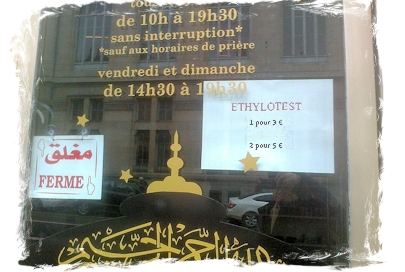 de 10h à 19h30
sans interruption*
*sauf aux horaires de prière
vendredi et dimanche
de 14h30 à 19h30
ETHYLOTEST
1 pour 3 €
2 pour 5 €
مغلق
FERME